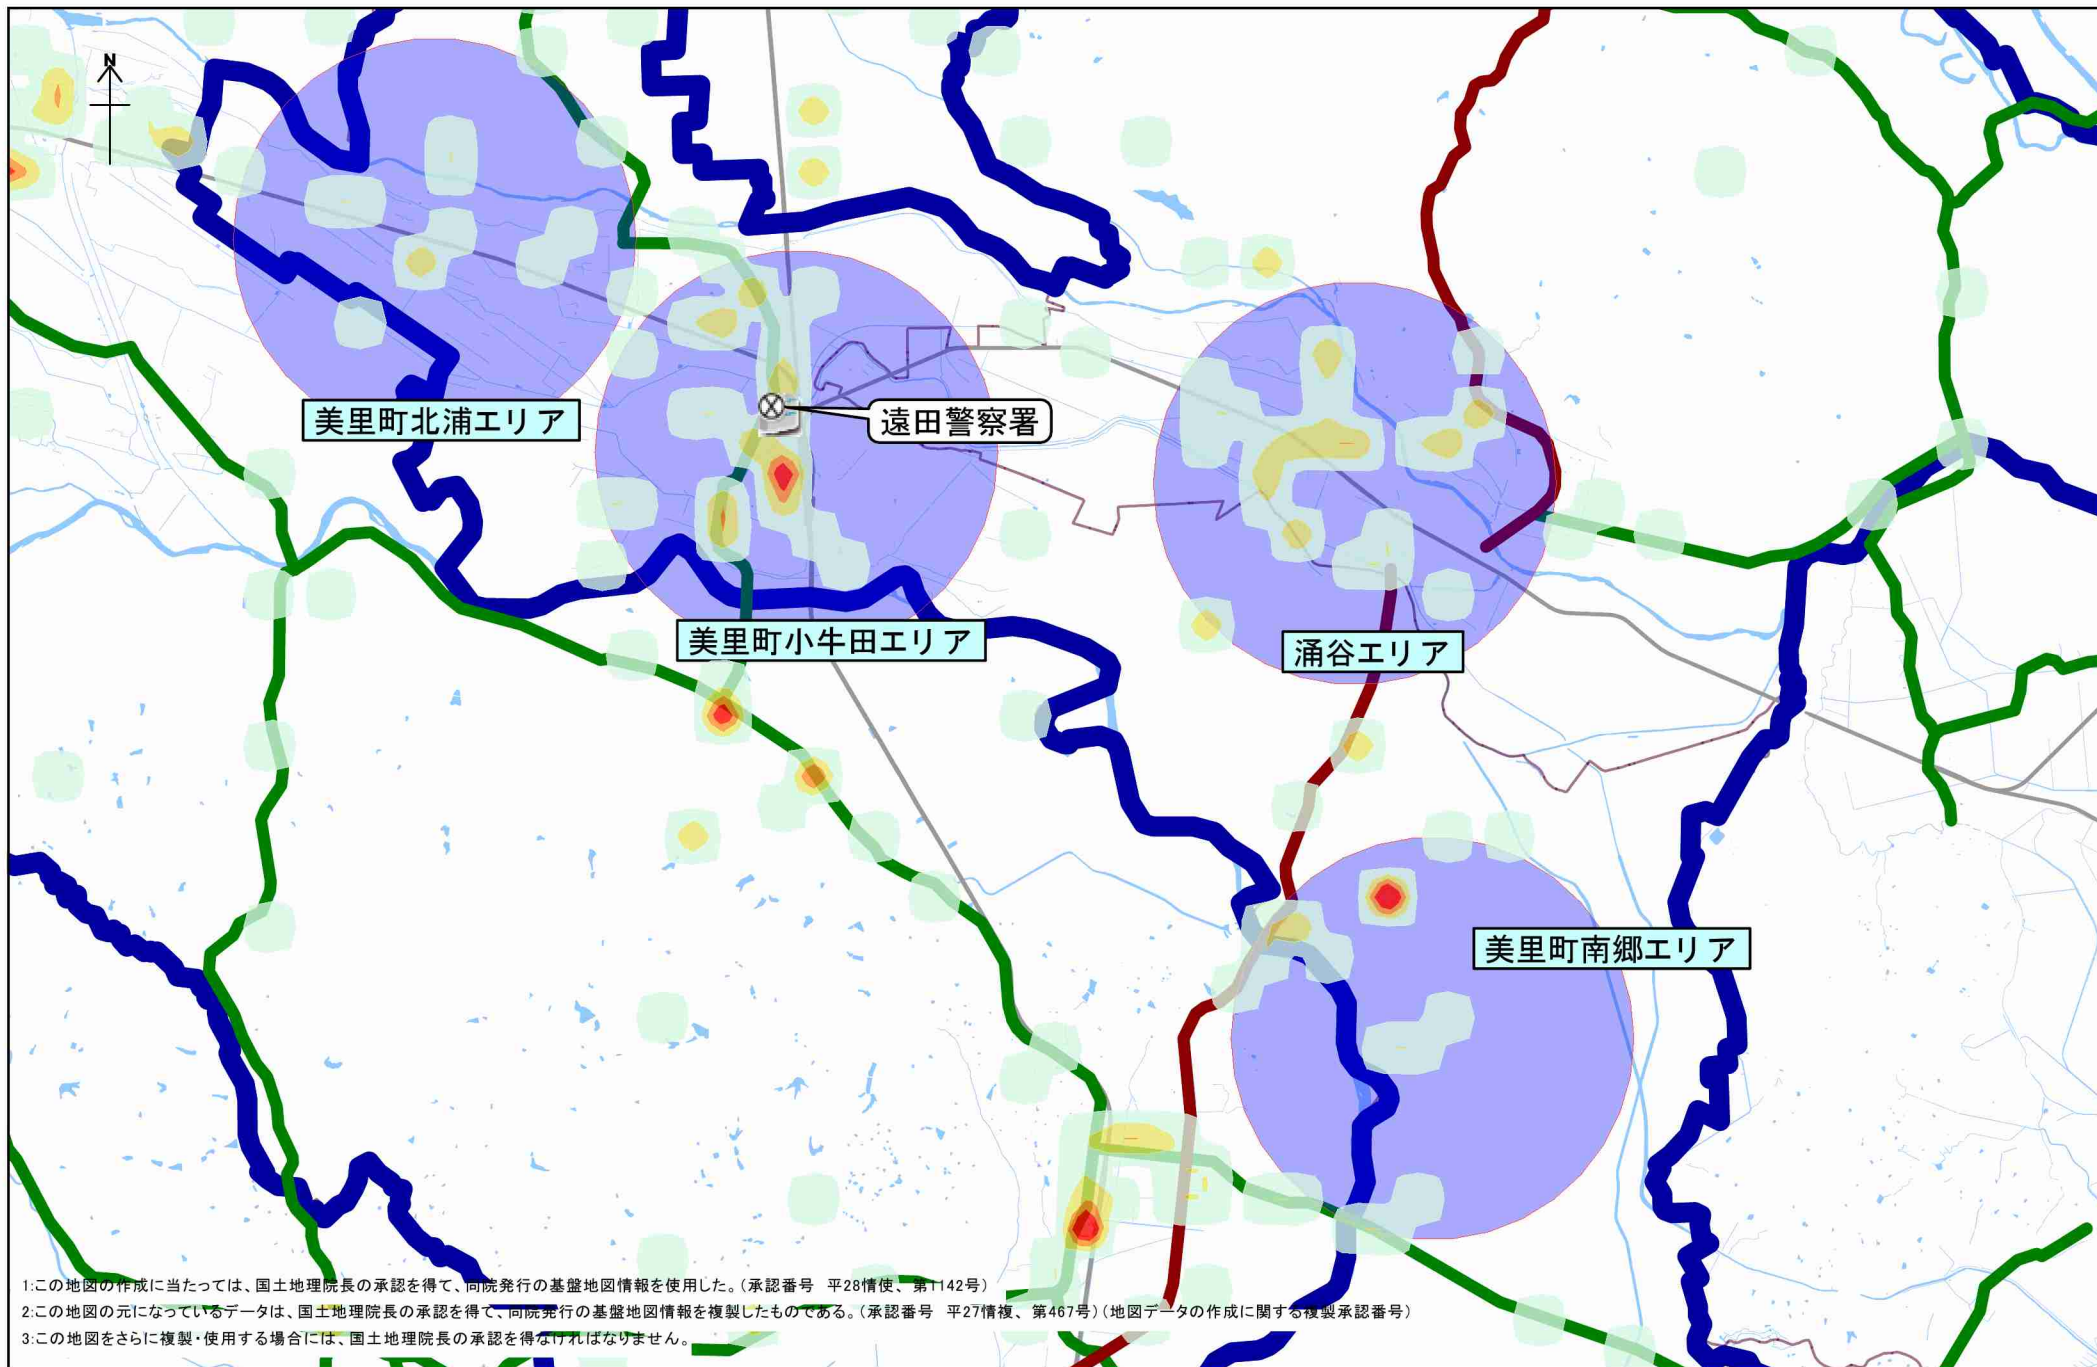 N
美里町北浦エリア
遠田警察署
美里町小牛田エリア
涌谷エリア
美里町南郷エリア
1:この地図の作成に当たっては、国土地理院長の承認を得て、同院発行の基盤地図情報を使用した。(承認番号 平28情使、第1142号)
2:この地図の元になっているデータは、国土地理院長の承認を得て、同院発行の基盤地図情報を複製したものである。(承認番号 平27情複、第467号)(地図データの作成に関する複製承認番号)
3:この地図をさらに複製・使用する場合には、国土地理院長の承認を得なければなりません。